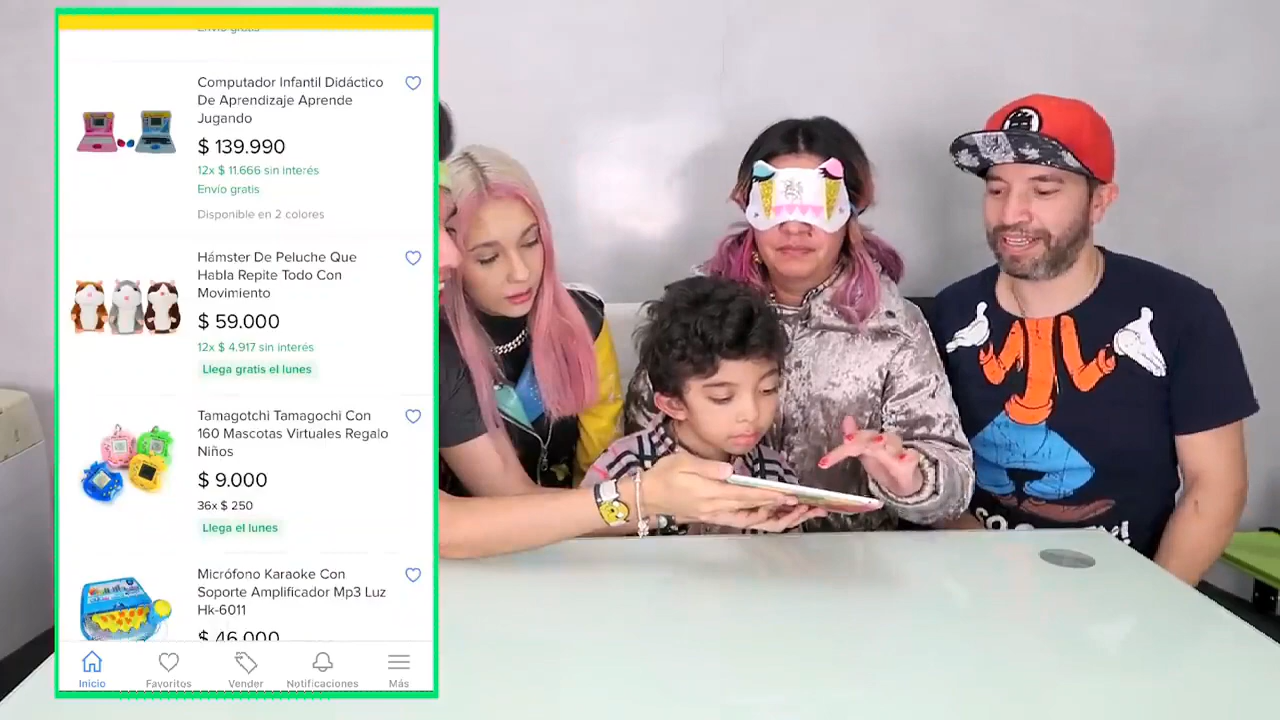 Envío gratis
Computador Infantil Didáctico
De Aprendizaje Aprende
Jugando
$ 139.990
12x $ 11.666 sin interés
Envío gratis
Disponible en 2 colores
Hámster De Peluche Que
Habla Repite Todo Con
Movimiento
$ 59.000
12x $ 4.917 sin interés
Llega gratis el lunes
Tamagotchi Tamagochi Con
160 Mascotas Virtuales Regalo
Niños
$ 9.000
36x $ 250
Llega el lunes
Micrófono Karaoke Con
Soporte Amplificador Mp3 Luz
Hk-6011
$ 46.000
Inicio
Favoritos
Vender
Notificaciones
Más